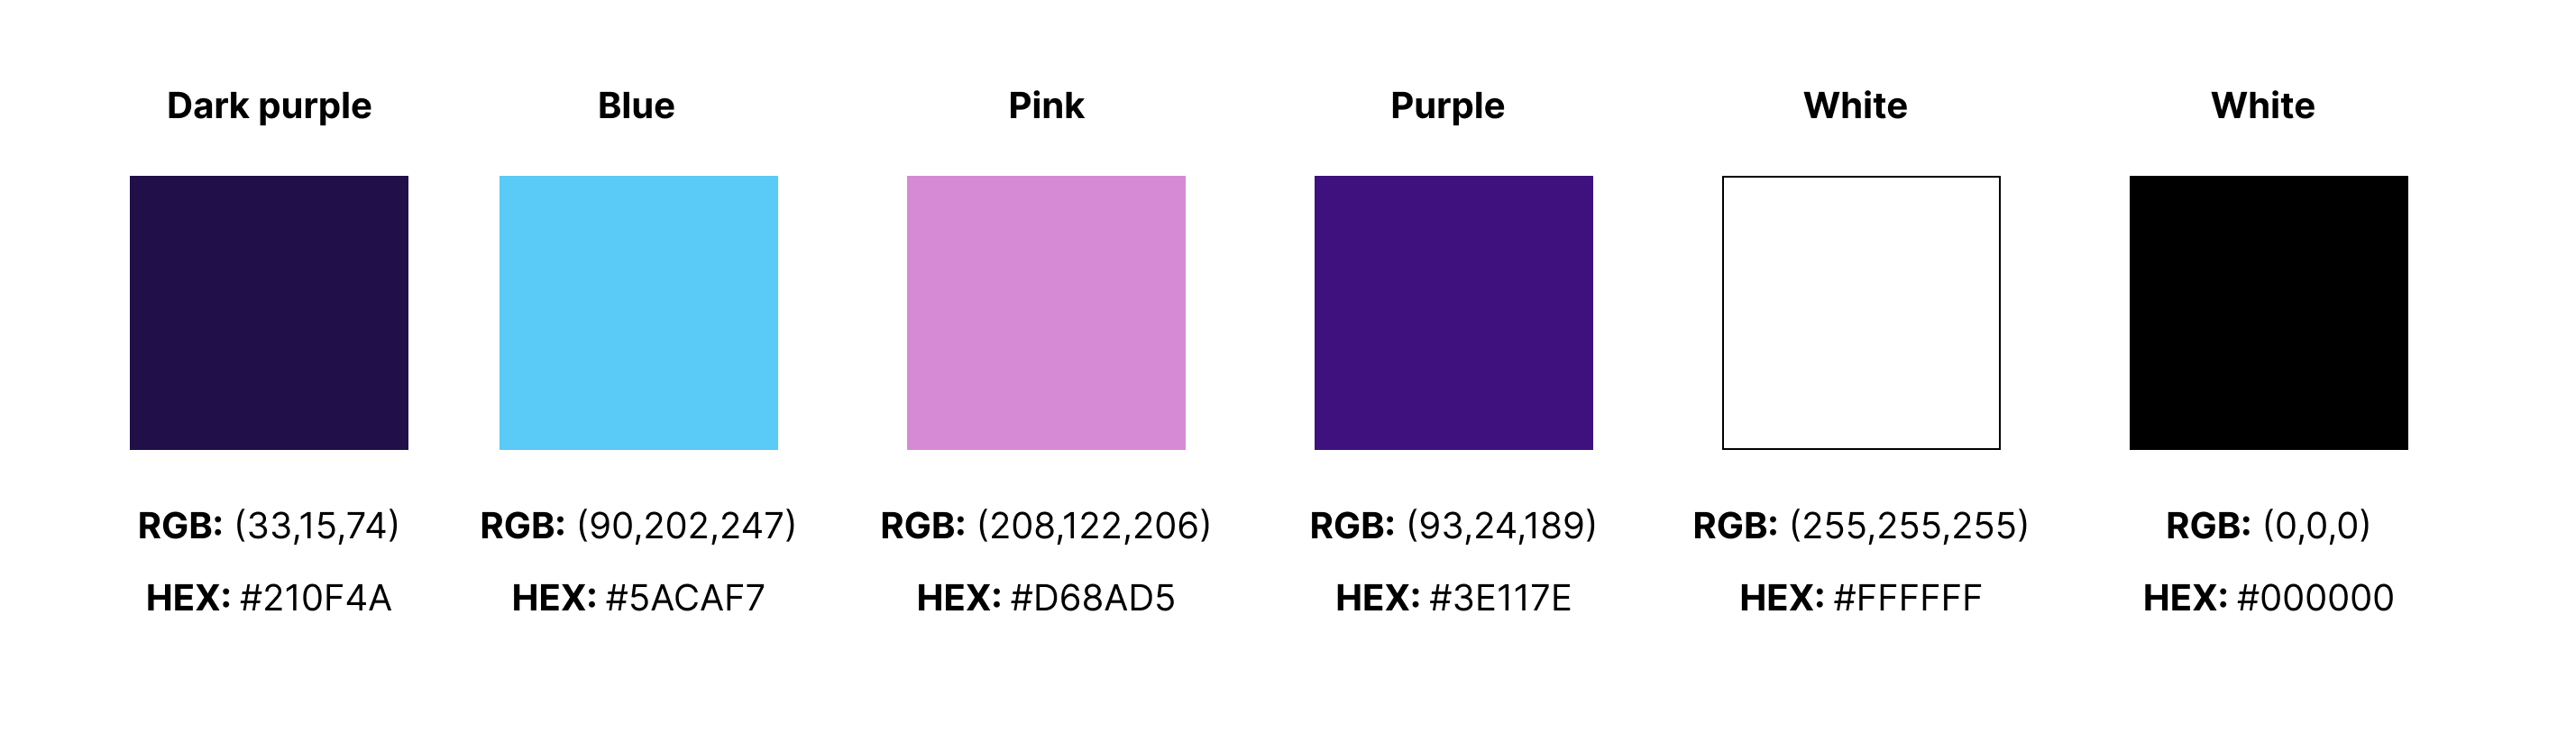 Dark purple
Blue
Pink
Purple
White
White
RGB: (33,15,74)
RGB: (90,202,247)
RGB: (208,122,206)
RGB: (93,24,189)
RGB: (255,255,255)
RGB: (0,0,0)
HEX: #210F4A
HEX: #5ACAF7
HEX: #D68AD5
HEX: #3E117E
HEX: #FFFFFF
HEX: #000000